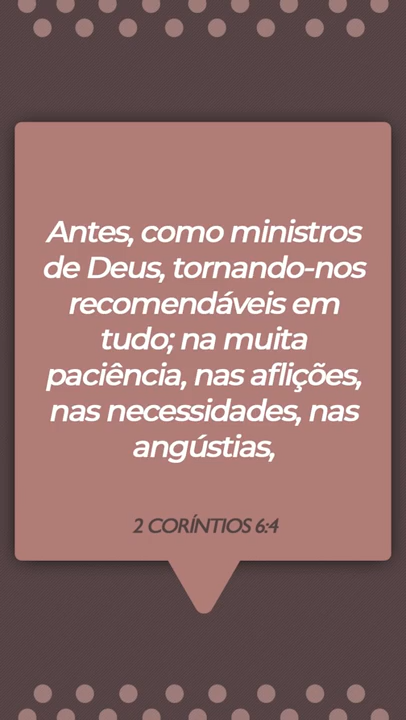 Antes, como ministros
de Deus, tornando-nos
recomendáveis em
tudo; na muita
paciência, nas aflições,
nas necessidades, nas
angústias,
2 CORÍNTIOS 6:4